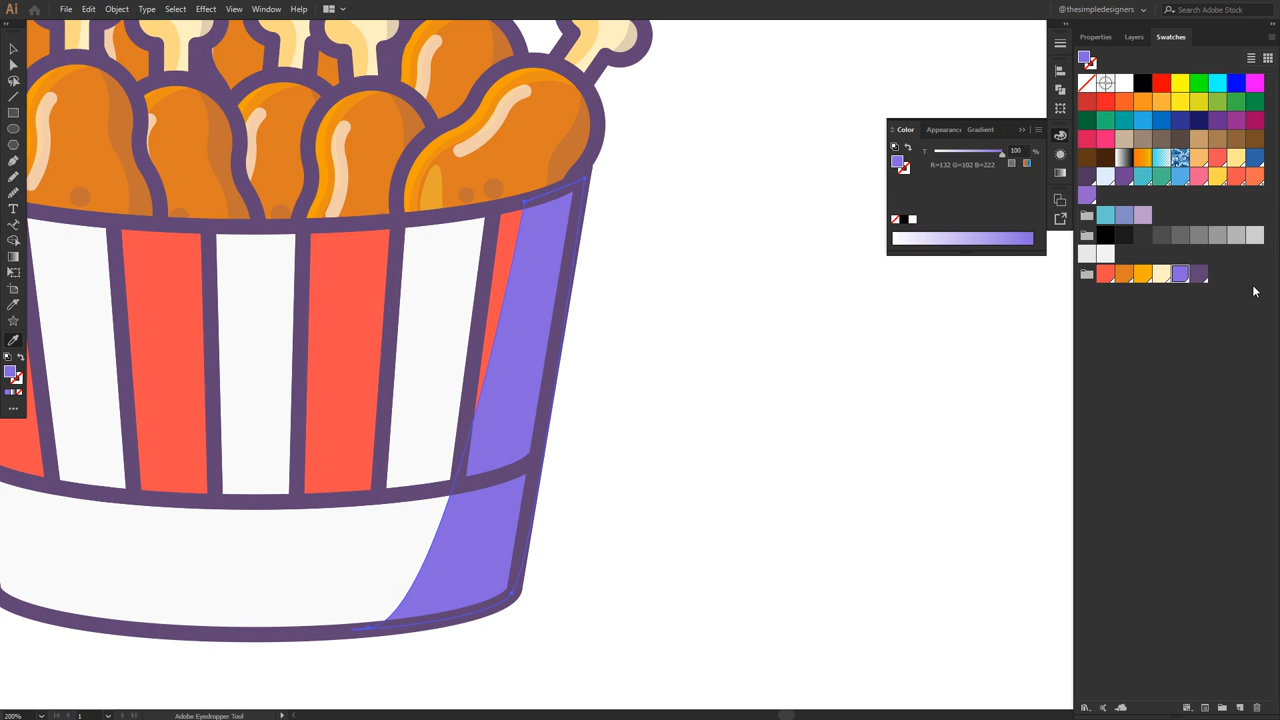 Ai File Edit Object Type Select Effect View Window Help @thesimpledesigners Search Adobe Stock
Properties Layers Swatches
Color Appearanc Gradient
T 100 %
R=132 G=102 B=222
200% 1 Adobe Eyedropper Tool